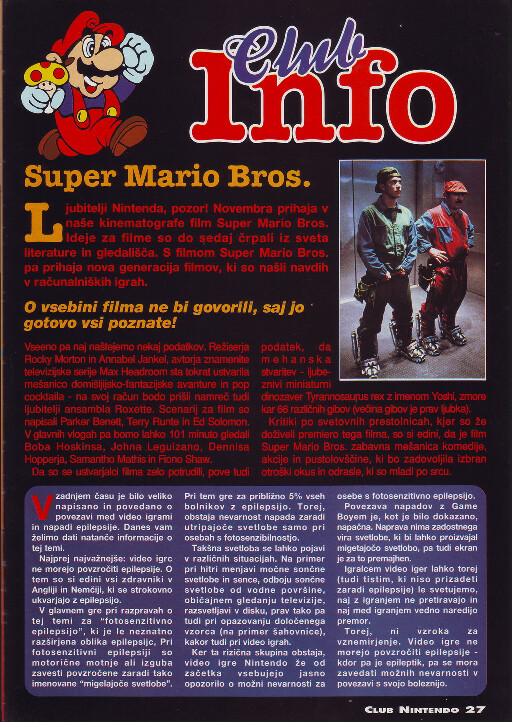 Club
Info
Super Mario Bros.
Ljubitelji Nintenda, pozor! Novembra prihaja v
naše kinematografe film Super Mario Bros.
Ideje za filme so do sedaj črpali iz sveta
literature in gledališča. S filmom Super Mario Bros.
pa prihaja nova generacija filmov, ki so našli navdih
v računalniških igrah.
O vsebini filma ne bi govorili, saj jo
gotovo vsi poznate!
Vseeno pa naj naštejemo nekaj podatkov. Režiserja
Rocky Morton in Annabel Jankel, avtorja znamenite
televizijske serije Max Headroom sta tokrat ustvarila
mešanico domišljijsko-fantazijske avanture in pop
cocktaila - na svoj račun bodo prišli namreč tudi
ljubitelji ansambla Roxette. Scenarij za film so
napisali Parker Benett, Terry Runte in Ed Solomon.
V glavnih vlogah pa bomo lahko 101 minuto gledali
Boba Hoskinsa, Johna Leguizano, Dennisa
Hopperja, Samantho Mathis in Fiono Shaw.
Da so se ustvarjalci filma zelo potrudili, pove tudi
podatek, da
mehanska
stvaritev - ljube-
zniví miniaturni
dinozaver Tyrannosaurus rex z imenom Yoshi, zmore
kar 66 različnih gibov (večina gibov je prav ljubka).
Kritiki po svetovnih prestolnicah, kjer so že
doživeli premiero tega filma, so si edini, da je film
Super Mario Bros. zabavna mešanica komedije,
akcije in pustolovščine, ki bo zadovoljila izbran
otroški okus in odrasle, ki so mladi po srcu.
V zadnjem času je bilo veliko
napisano in povedano o
povezavi med video igrami
in napadi epilepsije. Danes vam
želimo dati natančne informacije o
tej temi.
Najprej najvažnejše: video igre
ne morejo povzročiti epilepsije. O
tem so si edini vsi zdravniki v
Angliji in Nemčiji, ki se strokovno
ukvarjajo z epilepsijo.
V glavnem gre pri razpravah o
tej temi za "fotosenzitivno
epilepsijo", ki je le neznatno
razširjena oblika epilepsije, Pri
fotosenzitivni epilepsiji so
motorične motnje ali izguba
zavesti povzročene zaradi tako
imenovane "migelajoče svetlobe".
Pri tem gre za približno 5% vseh
bolnikov z epilepsijo. Torej,
obstaja nevarnost napada zaradi
utripajoče svetlobe samo pri
osebah s fotosenzibilnostjo.
Takšna svetloba se lahko pojavi
v različnih situacijah. Na primer
pri hitri menjavi močne sončne
svetlobe in sence, odboju sončne
svetlobe od vodne površine,
običajnem gledanju televizije,
razsvetljavi v disku, prav tako pa
tudi pri opazovanju določenega
vzorca (na primer šahovnice),
kakor tudi pri video igrah.
Ker ta rizična skupina obstaja,
video igre Nintendo že od
začetka vsebujejo jasno
opozorilo o možni nevarnosti za
osebe s fotosenzitivno epilepsijo.
Povezava napadov z Game
Boyem je, kot je bilo dokazano,
napačna. Naprava nima zadostnega
vira svetlobe, ki bi lahko proizvajal
migetajočo svetlobo, pa tudi ekran
je za to premajhen.
Igralcem video iger lahko torej
(tudi tistim, ki niso prizadeti
zaradi epilepsije) le svetujemo,
naj z igranjem ne pretiravajo in
naj med igranjem vedno naredijo
premor.
Torej, ni vzroka za
vznemirjenje. Video igre ne
morejo povzročiti epilepsije -
kdor pa je epileptik, pa se mora
zavedati možnih nevarnosti v
povezavi s svojo boleznijo.
CLUB NINTENDO 27